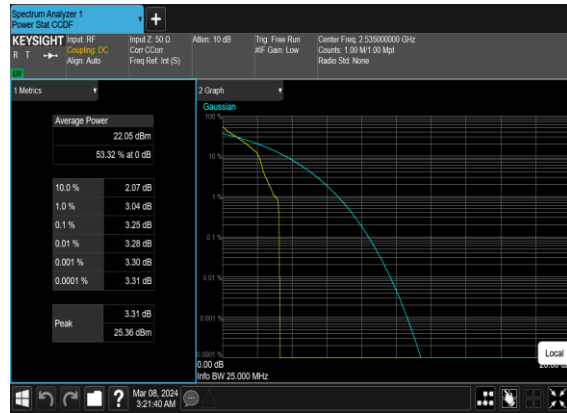 Spectrum Analyzer 1
Power Stat CCDF
KEYSIGHT
R T
LV
Input: RF
Coupling: DC
Align: Auto
Input Z: 50 Ω
Corr CCorr
Freq Ref: Int (S)
Atten: 10 dB
Trig: Free Run
#IF Gain: Low
Center Freq: 2.535000000 GHz
Counts: 1.00 M/1.00 Mpt
Radio Std: None
1 Metrics
Average Power
22.05 dBm
53.32 % at 0 dB
10.0 % 2.07 dB
1.0 % 3.04 dB
0.1 % 3.25 dB
0.01 % 3.28 dB
0.001 % 3.30 dB
0.0001 % 3.31 dB
Peak
3.31 dB
25.36 dBm
2 Graph
Gaussian
100 %
10 %
1 %
0.1 %
0.01 %
0.001 %
0.0001 %
0.00 dB
Info BW 25.000 MHz
Local
?
Mar 08, 2024
3:21:40 AM